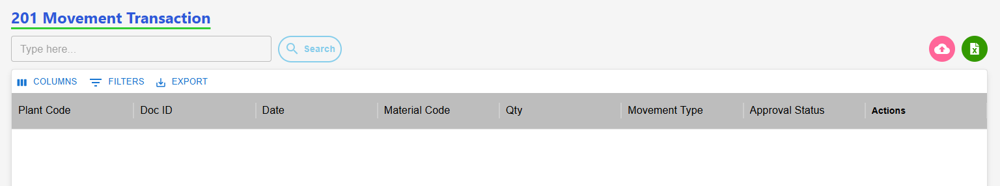 201 Movement Transaction
Type here...
Search
COLUMNS FILTERS EXPORT
Plant Code Doc ID Date Material Code Qty Movement Type Approval Status Actions